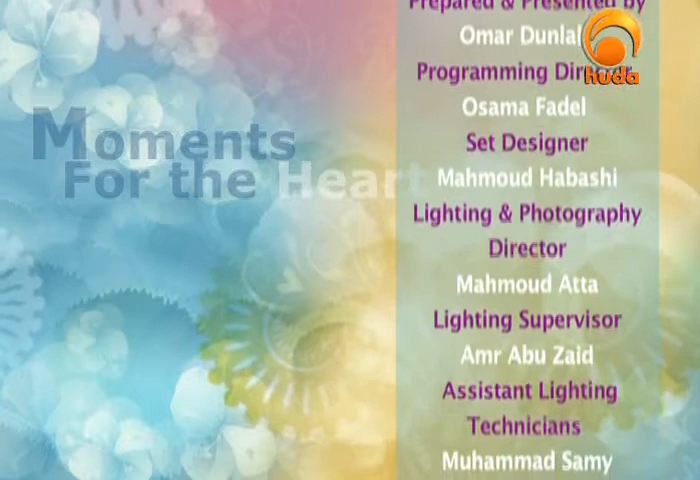 Moments
For the Heart
Prepared & Presented by
Omar Dunlap
Programming Director
huda
Osama Fadel
Set Designer
Mahmoud Habashi
Lighting & Photography
Director
Mahmoud Atta
Lighting Supervisor
Amr Abu Zaid
Assistant Lighting
Technicians
Muhammad Samy